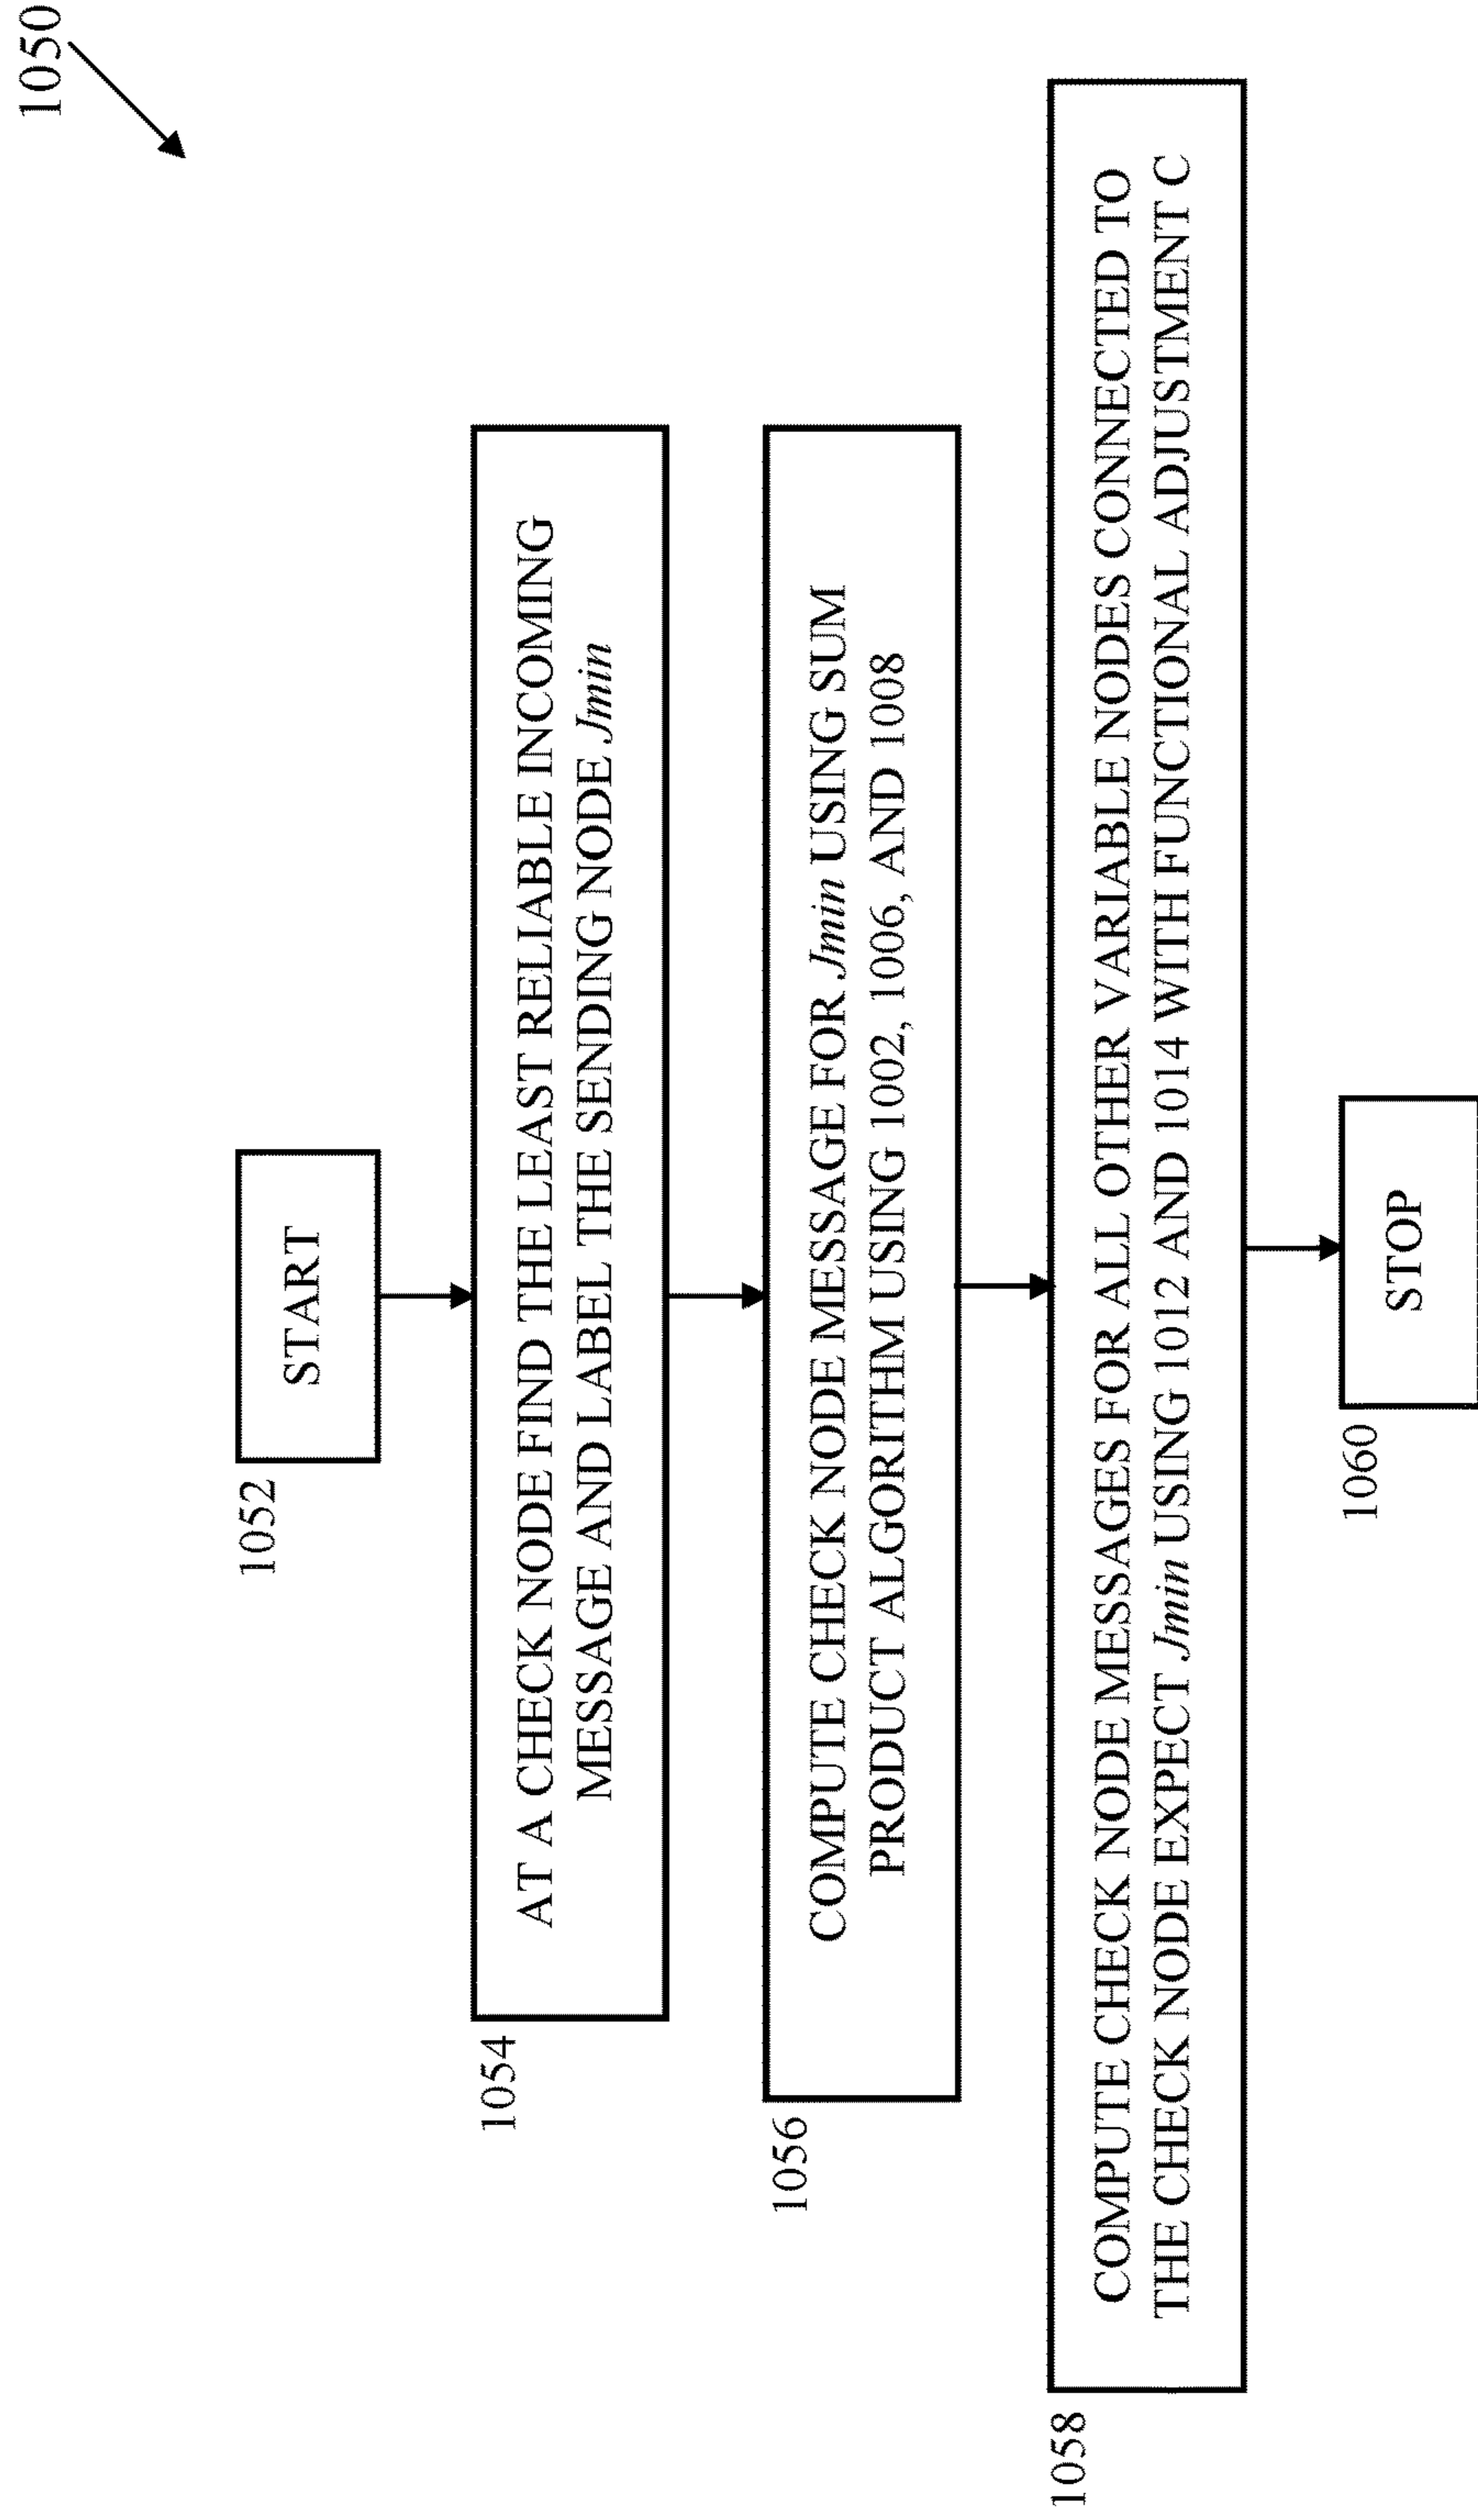 1050
1052
START
1054
AT A CHECK NODE FIND THE LEAST RELIABLE INCOMING
MESSAGE AND LABEL THE SENDING NODE Jmin
1056
COMPUTE CHECK NODE MESSAGE FOR Jmin USING SUM
PRODUCT ALGORITHM USING 1002, 1006, AND 1008
1058
COMPUTE CHECK NODE MESSAGES FOR ALL OTHER VARIABLE NODES CONNECTED TO
THE CHECK NODE EXPECT Jmin USING 1012 AND 1014 WITH FUNCTIONAL ADJUSTMENT C
1060
STOP